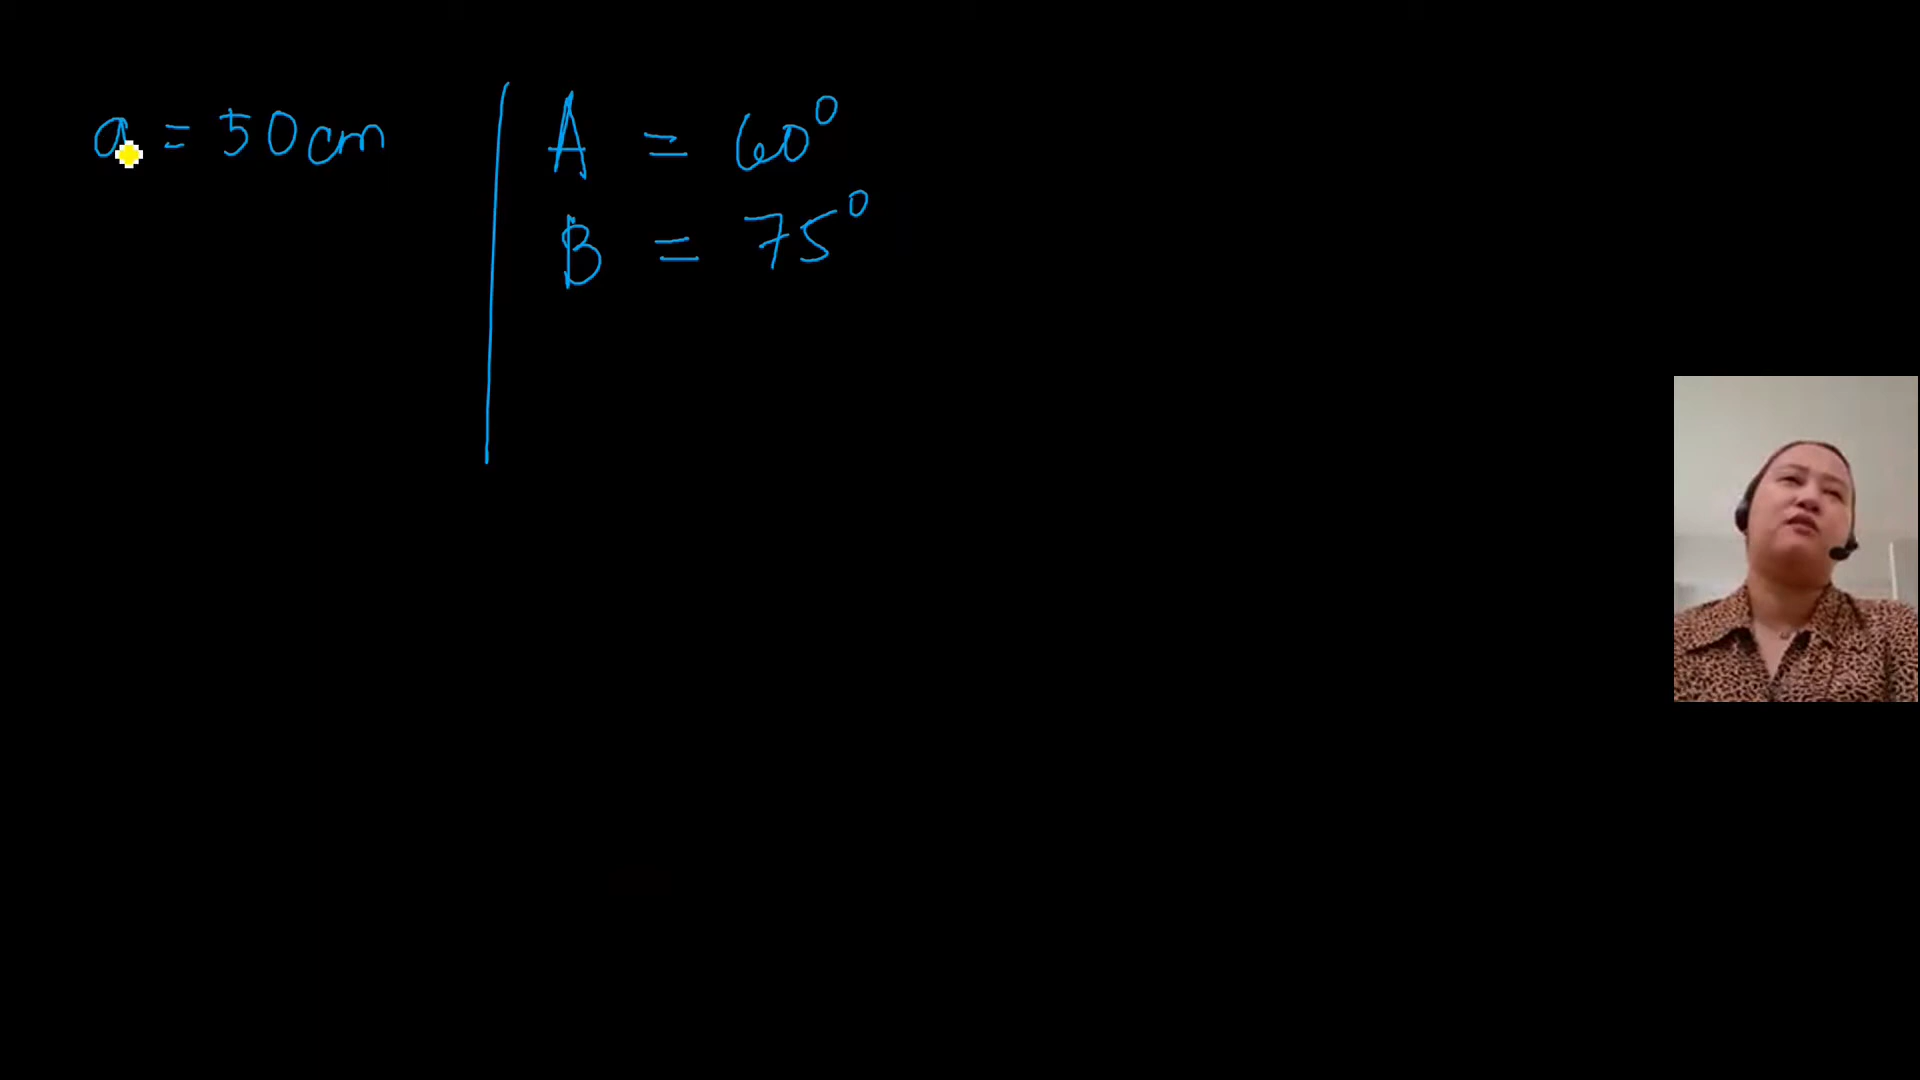 a = 50cm
A = 60°
B = 75°